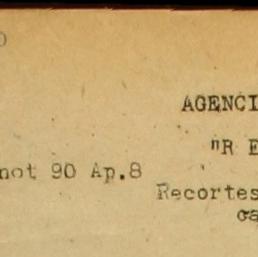 AGENCI
"R E
not 90 Ap.8
Recortes
ca